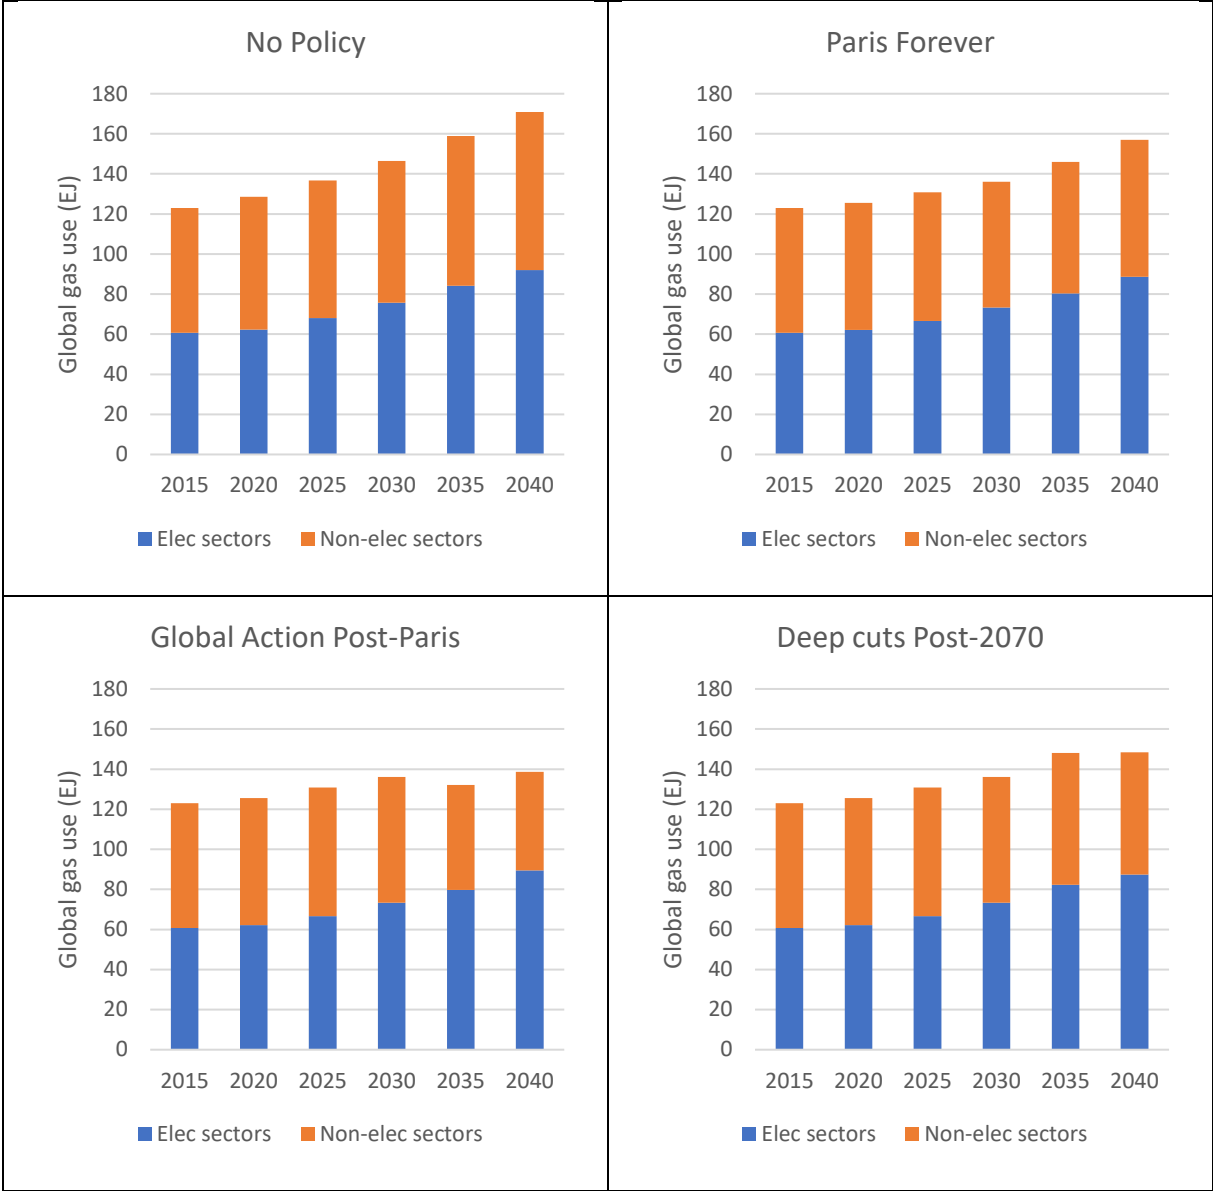 No Policy
Global gas use (EJ)
180
160
140
120
100
80
60
40
20
0
2015 2020 2025 2030 2035 2040
Elec sectors Non-elec sectors
Paris Forever
Global gas use (EJ)
180
160
140
120
100
80
60
40
20
0
2015 2020 2025 2030 2035 2040
Elec sectors Non-elec sectors
Global Action Post-Paris
Global gas use (EJ)
180
160
140
120
100
80
60
40
20
0
2015 2020 2025 2030 2035 2040
Elec sectors Non-elec sectors
Deep cuts Post-2070
Global gas use (EJ)
180
160
140
120
100
80
60
40
20
0
2015 2020 2025 2030 2035 2040
Elec sectors Non-elec sectors